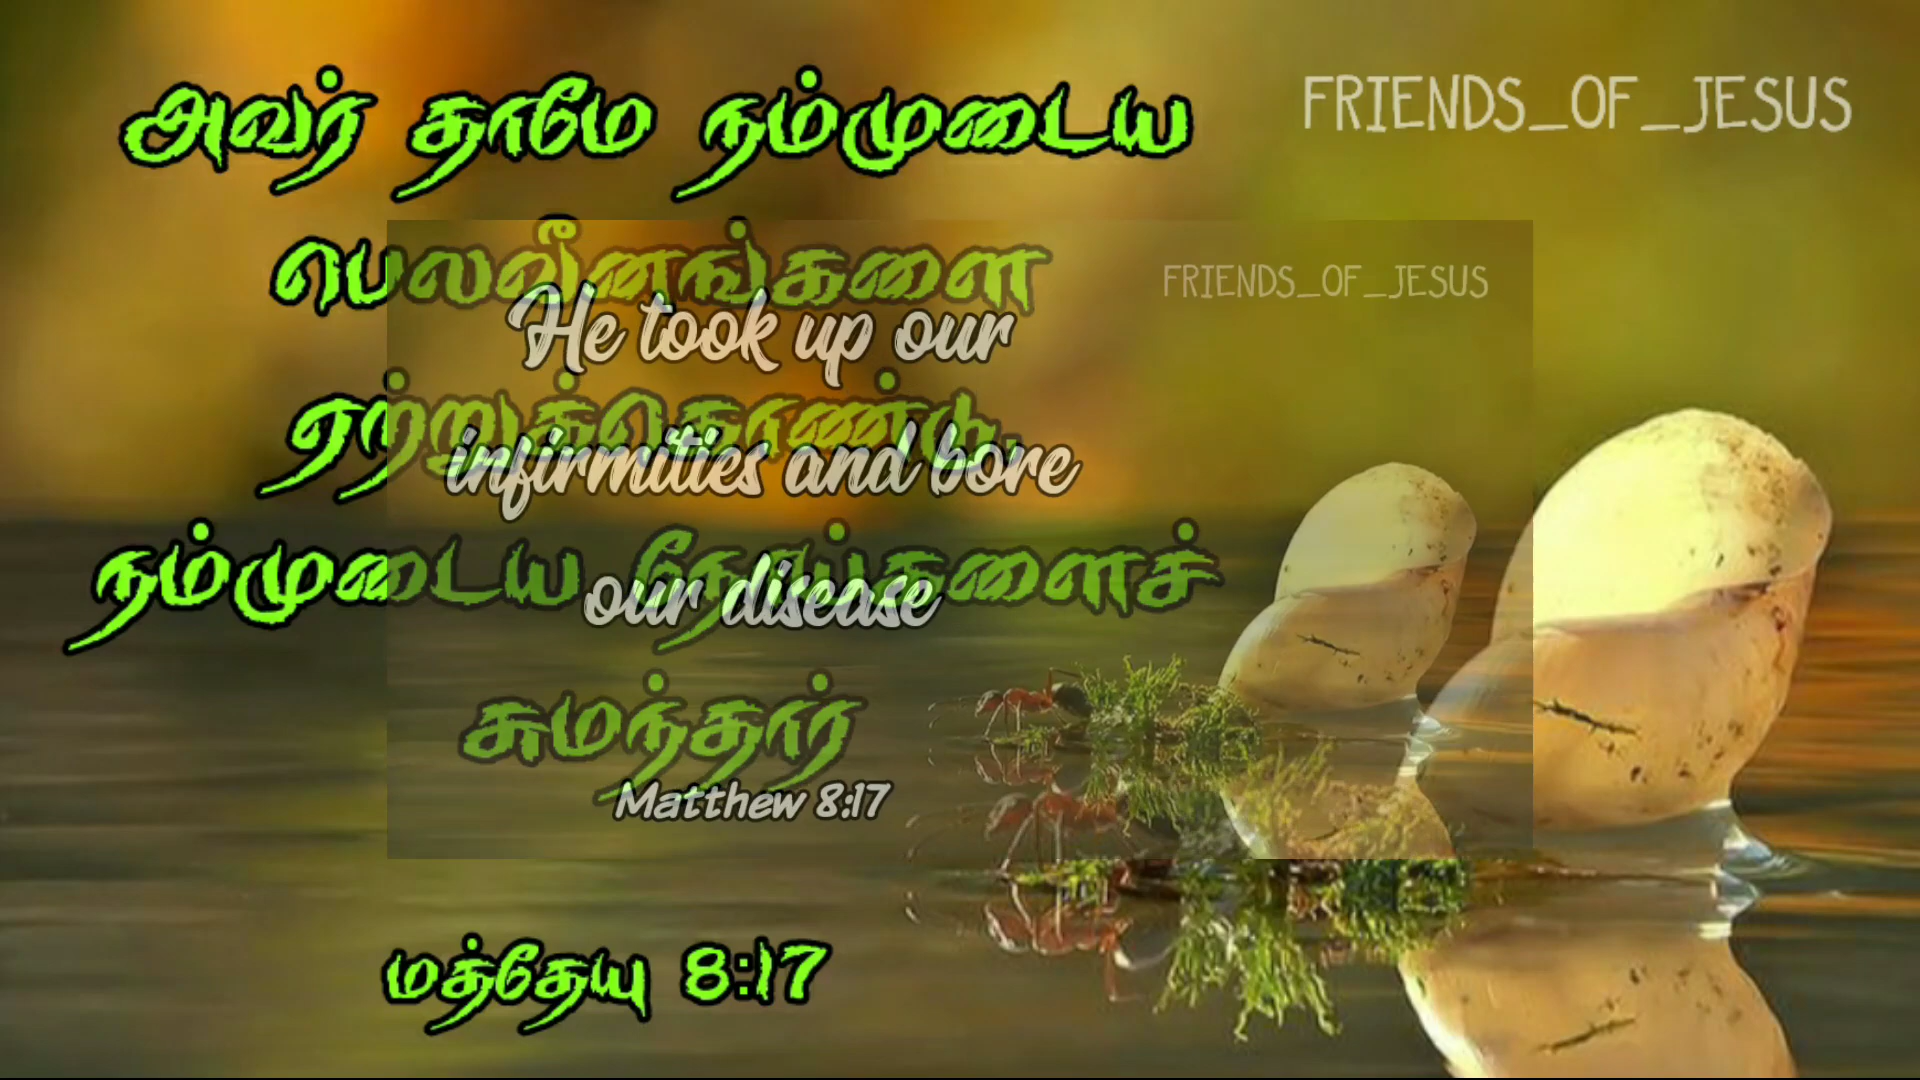 அவர் தாமே நம்முடைய
FRIENDS_OF_JESUS
பெலவீனங்களை
ஏற்றுக்கொண்டு,
நம்முடைய நோய்களைச்
சுமந்தார்
மத்தேயு 8:17
FRIENDS_OF_JESUS
He took up our
infirmities and bore
our disease
Matthew 8:17